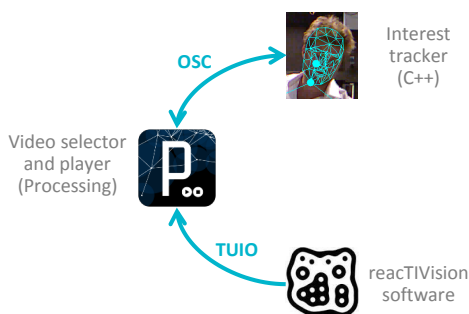 Interest
tracker
(C++)
OSC
Video selector
and player
(Processing)
P
TUIO
reacTIVision
software